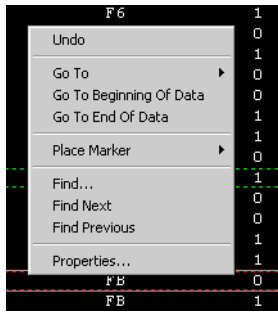 F6 1
0
Undo
1
Go To 0
Go To Beginning Of Data 0
Go To End Of Data 1
1
Place Marker 0
Find... 1
Find Next 0
0
Find Previous
1
Properties... 1
FB 0
FB 1